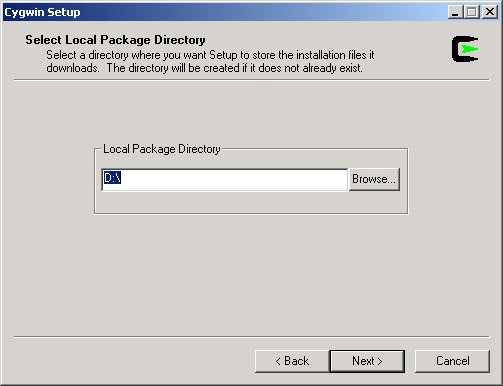 Cygwin Setup
Select Local Package Directory
Select a directory where you want Setup to store the installation files it
downloads. The directory will be created if it does not already exist.
Local Package Directory
D:\
Browse...
< Back
Next >
Cancel